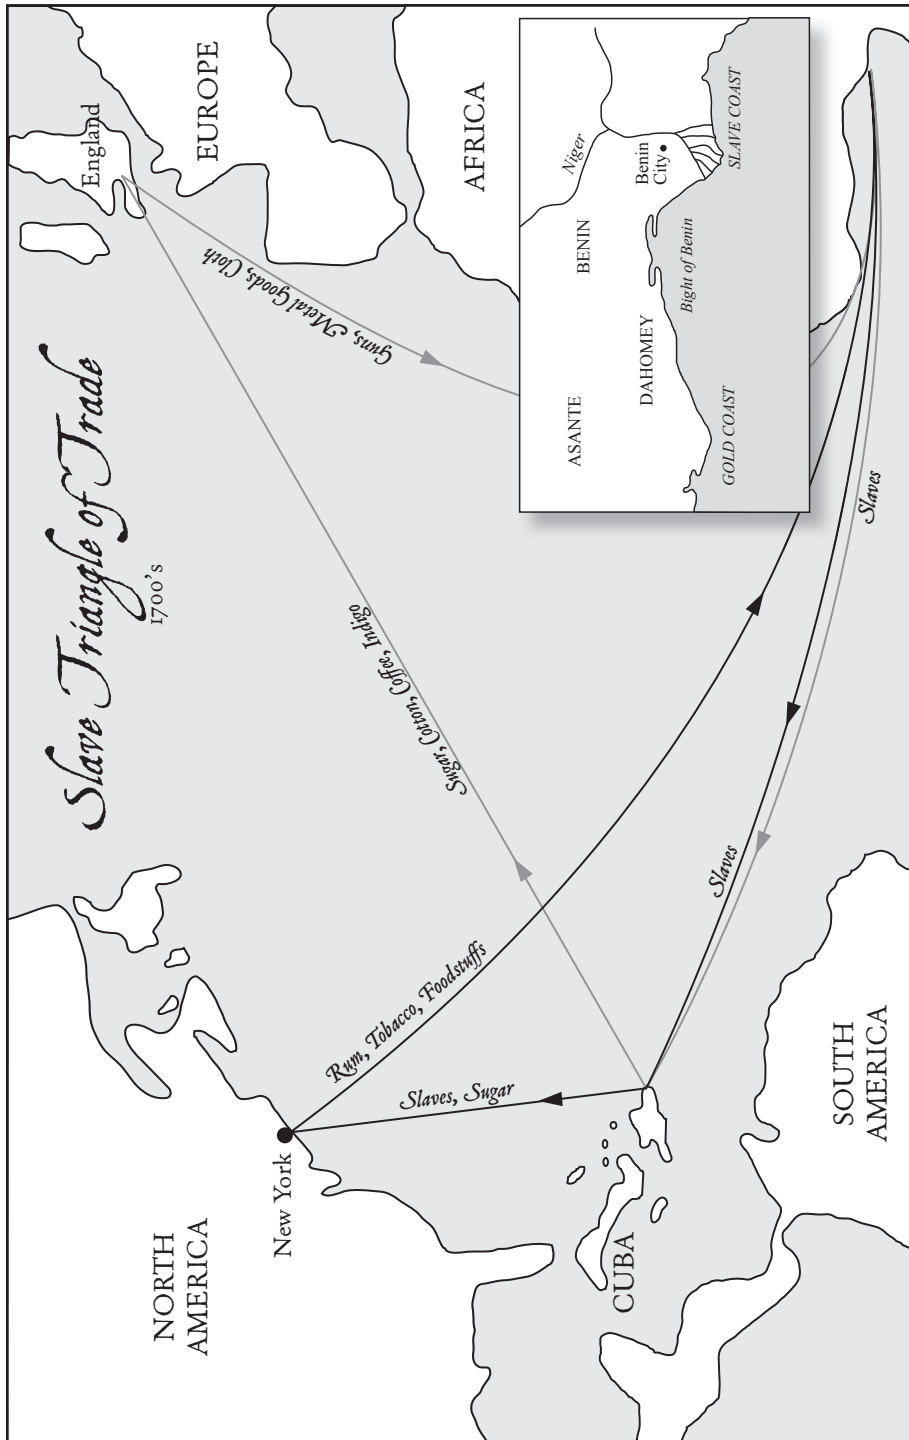 Slave Triangle of Trade
1700's
NORTH
AMERICA
New York
CUBA
SOUTH
AMERICA
England
EUROPE
AFRICA
Guns, Metal Goods, Cloth
Sugar, Cotton, Coffee, Indigo
Rum, Tobacco, Foodstuffs
Slaves, Sugar
Slaves
Slaves
Niger
BENIN
Benin
City
ASANTE
DAHOMEY
Bight of Benin
GOLD COAST
SLAVE COAST